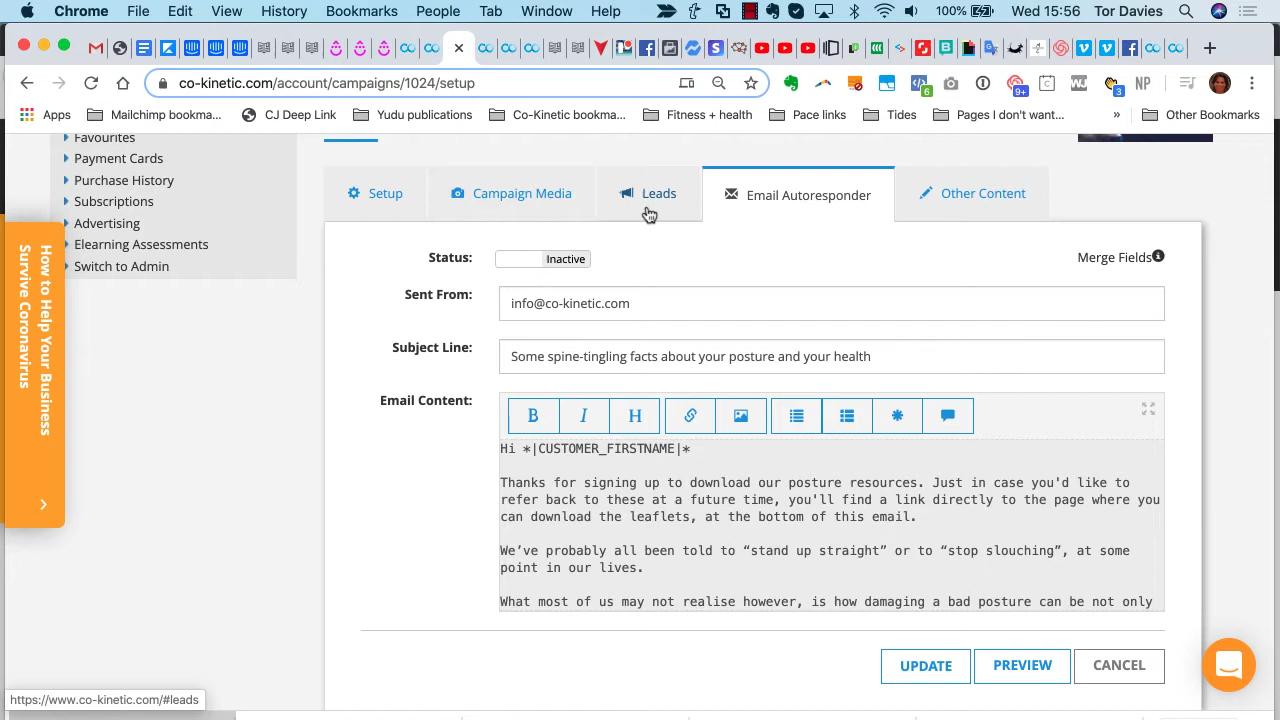 Chrome File Edit View History Bookmarks People Tab Window Help 100% Wed 15:56 Tor Davies
co-kinetic.com/account/campaigns/1024/setup
6 9+ WJ 3 NP
Apps Mailchimp bookma... CJ Deep Link Yudu publications Co-Kinetic bookma... Fitness + health Pace links Tides Pages I don't want... » Other Bookmarks
Favourites
Payment Cards
Purchase History
Subscriptions
Advertising
Elearning Assessments
Switch to Admin
How to Help Your Business
Survive Coronavirus
Setup Campaign Media Leads Email Autoresponder Other Content
Status: Inactive Merge Fields
Sent From: info@co-kinetic.com
Subject Line: Some spine-tingling facts about your posture and your health
Email Content: B I H
Hi *|CUSTOMER_FIRSTNAME|*
Thanks for signing up to download our posture resources. Just in case you'd like to
refer back to these at a future time, you'll find a link directly to the page where you
can download the leaflets, at the bottom of this email.
We’ve probably all been told to “stand up straight” or to “stop slouching”, at some
point in our lives.
What most of us may not realise however, is how damaging a bad posture can be not only
UPDATE PREVIEW CANCEL
https://www.co-kinetic.com/#leads